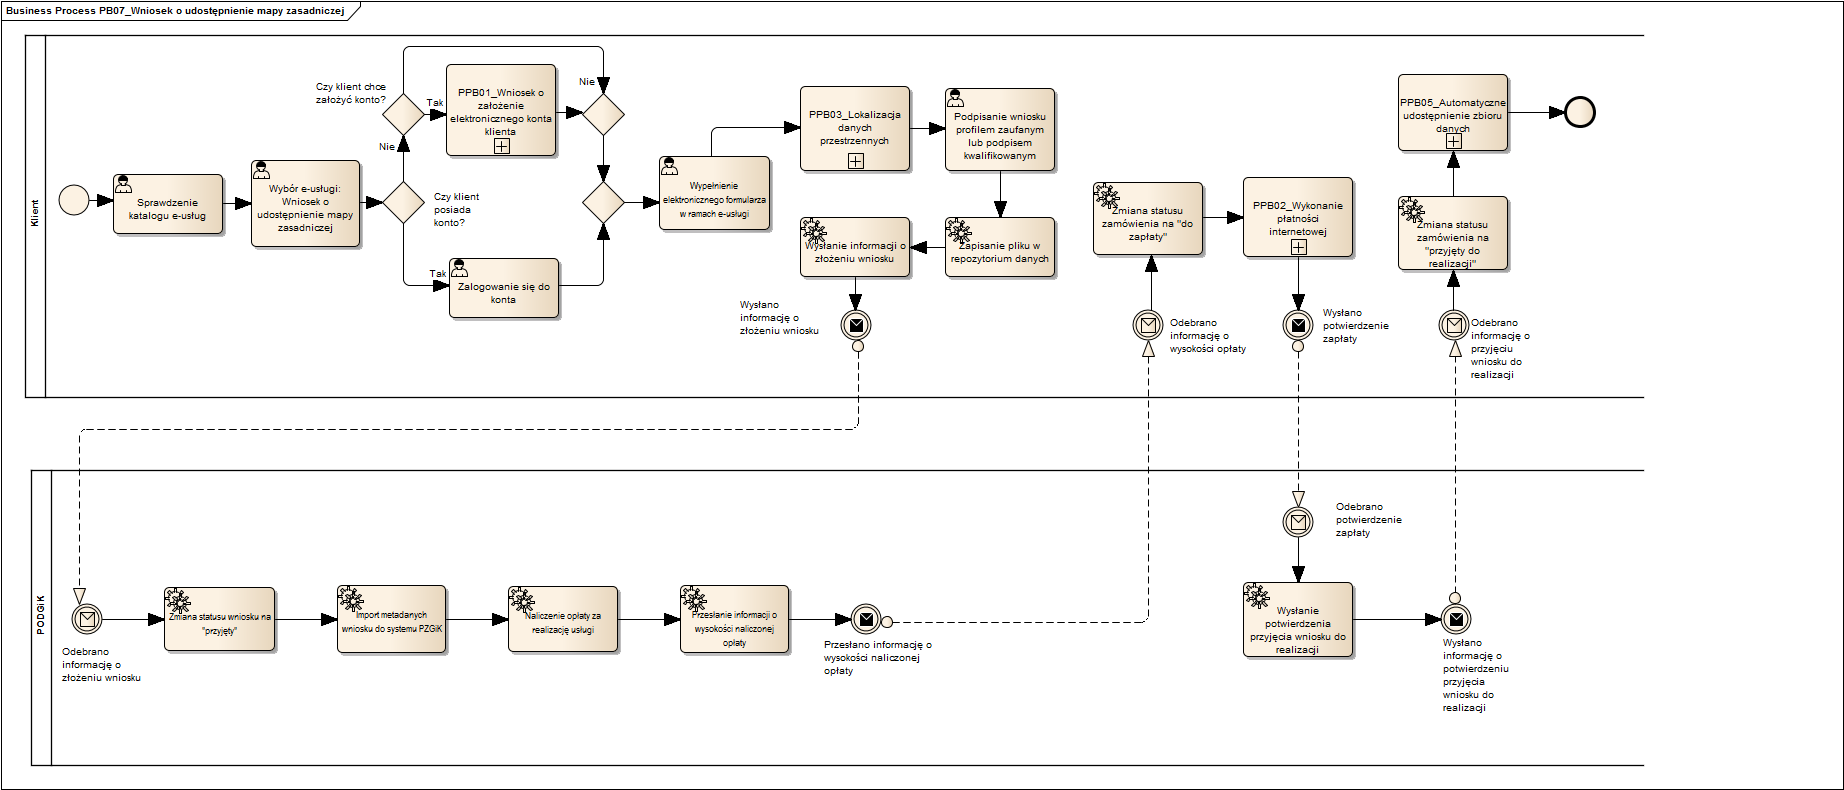 Business Process PB07_Wniosek o udostępnienie mapy zasadniczej
Klient
Sprawdzenie
katalogu e-usług
Wybór e-usługi:
Wniosek o
udostępnienie mapy
zasadniczej
Czy klient
posiada
konto?
Nie
Tak
Czy klient chce
założyć konto?
Tak
Nie
PPB01_Wniosek o
założenie
elektronicznego konta
klienta
Zalogowanie się do
konta
Wypełnienie
elektronicznego formularza
w ramach e-usługi
PPB03_Lokalizacja
danych
przestrzennych
Podpisanie wniosku
profilem zaufanym
lub podpisem
kwalifikowanym
Zapisanie pliku w
repozytorium danych
Wysłanie informacji o
złożeniu wniosku
Wysłano
informację o
złożeniu wniosku
Zmiana statusu
zamówienia na "do
zapłaty"
Odebrano
informację o
wysokości opłaty
PPB02_Wykonanie
płatności
internetowej
Wysłano
potwierdzenie
zapłaty
PPB05_Automatyczne
udostępnienie zbioru
danych
Zmiana statusu
zamówienia na
"przyjęty do
realizacji"
Odebrano
informację o
przyjęciu
wniosku do
realizacji
PODGiK
Odebrano
informację o
złożeniu wniosku
Zmiana statusu wniosku na
"przyjęty"
Import metadanych
wniosku do systemu PZGiK
Naliczenie opłaty za
realizację usługi
Przesłanie informacji o
wysokości naliczonej
opłaty
Przesłano informację o
wysokości naliczonej
opłaty
Odebrano
potwierdzenie
zapłaty
Wysłanie
potwierdzenia
przyjęcia wniosku do
realizacji
Wysłano
informację o
potwierdzeniu
przyjęcia
wniosku do
realizacji